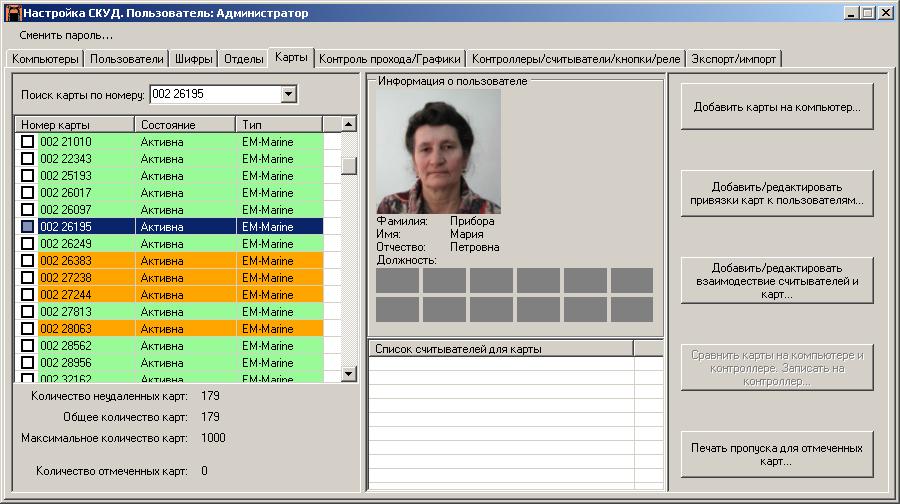 Настройка СКУД. Пользователь: Администратор
Сменить пароль...
Компьютеры Пользователи Шифры Отделы Карты Контроль прохода/Графики Контроллеры/считыватели/кнопки/реле Экспорт/импорт
Поиск карты по номеру: 002 26195
Номер карты Состояние Тип
002 21010 Активна EM-Marine
002 22343 Активна EM-Marine
002 25193 Активна EM-Marine
002 26017 Активна EM-Marine
002 26097 Активна EM-Marine
002 26195 Активна EM-Marine
002 26249 Активна EM-Marine
002 26383 Активна EM-Marine
002 27238 Активна EM-Marine
002 27244 Активна EM-Marine
002 27813 Активна EM-Marine
002 28063 Активна EM-Marine
002 28562 Активна EM-Marine
002 28956 Активна EM-Marine
002 32162 Активна EM-Marine
Количество неудаленных карт: 179
Общее количество карт: 179
Максимальное количество карт: 1000
Количество отмеченных карт: 0
Информация о пользователе
Фамилия: Прибора
Имя: Мария
Отчество: Петровна
Должность:
Список считывателей для карты
Добавить карты на компьютер...
Добавить/редактировать
привязки карт к пользователям...
Добавить/редактировать
взаимодествие считывателей и
карт...
Сравнить карты на компьютере и
контроллере. Записать на
контроллер...
Печать пропуска для отмеченных
карт...